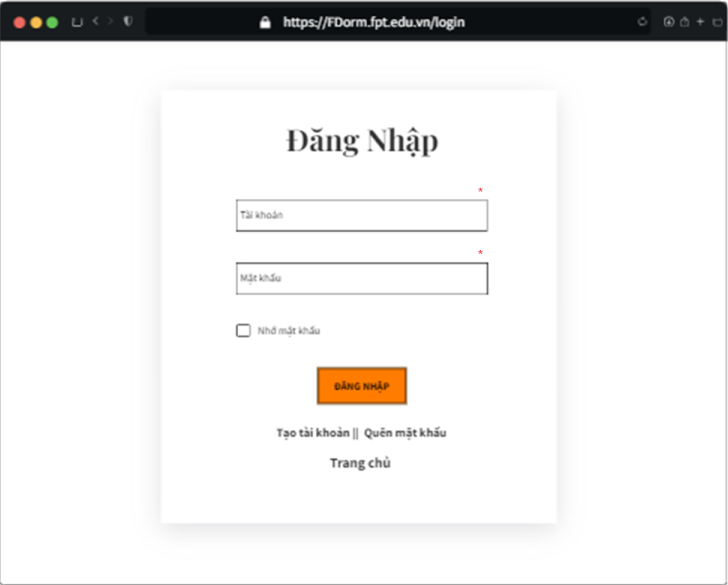 https://FDorm.fpt.edu.vn/login
Đăng Nhập
*
Tài khoản
*
Mật khẩu
Nhớ mật khẩu
ĐĂNG NHẬP
Tạo tài khoản || Quên mật khẩu
Trang chủ